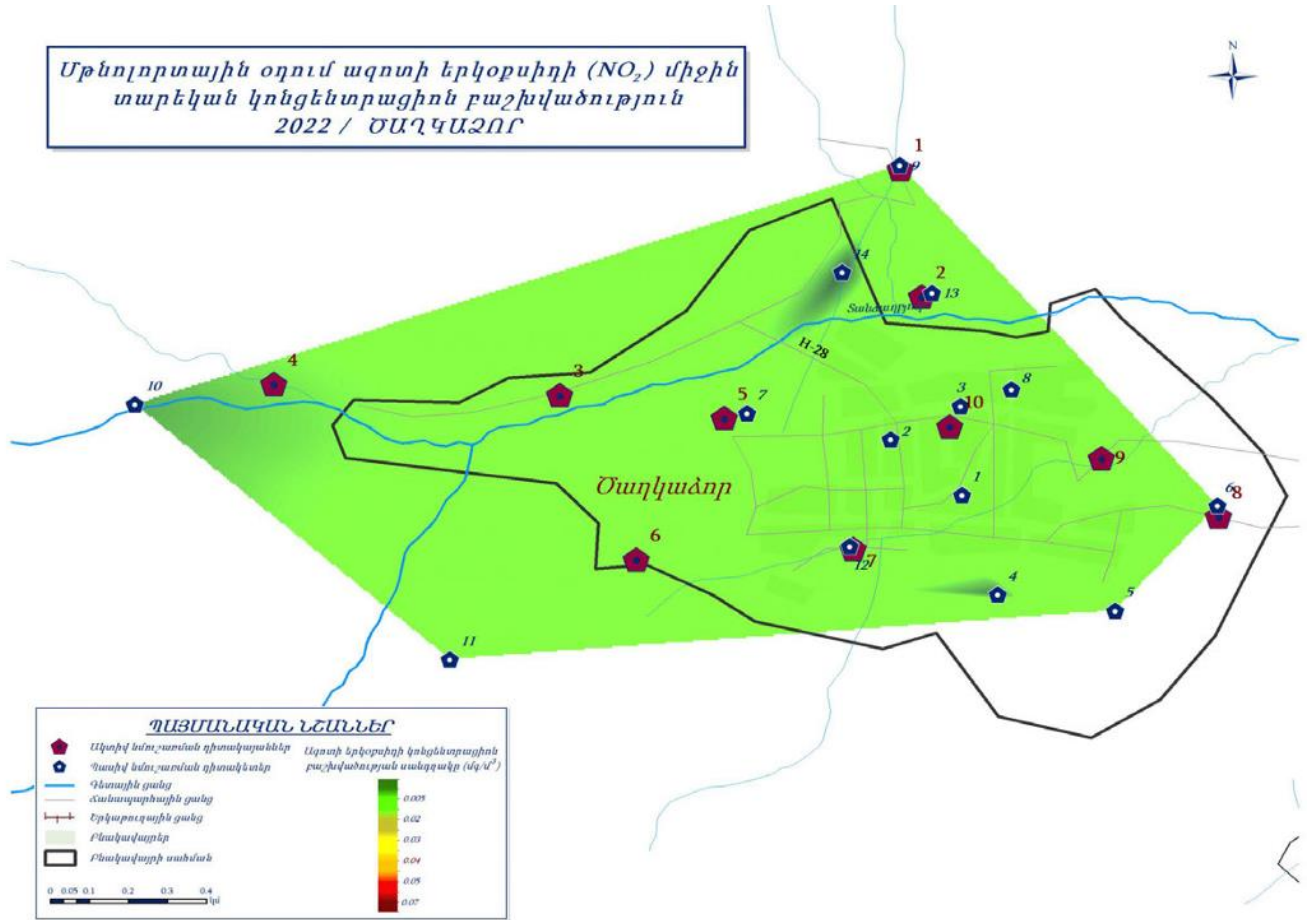 Մթնոլորտային օդում ազոտի երկօքսիդի (NO₂) միջին
տարեկան կոնցենտրացիոն բաշխվածություն
2022 / ԾԱՂԿԱՁՈՐ
N
1
9
14
2
13
H-28
4
10
3
5
7
3
8
10
2
9
Ծաղկաձոր
1
6
8
6
12
7
4
5
11
ՊԱՅՄԱՆԱԿԱՆ ՆՇԱՆՆԵՐ
Ակտիվ նմուշառման դիտակայաններ
Պասիվ նմուշառման դիտակետեր
Գետային ցանց
Ճանապարհային ցանց
Երկաթուղային ցանց
Բնակավայրեր
Բնակավայրի սահման
0 0.05 0.1 0.2 0.3 0.4
կմ
Ազոտի երկօքսիդի կոնցենտրացիոն
բաշխվածության սանդղակը (մգ/մ³)
0.005
0.02
0.03
0.04
0.05
0.07